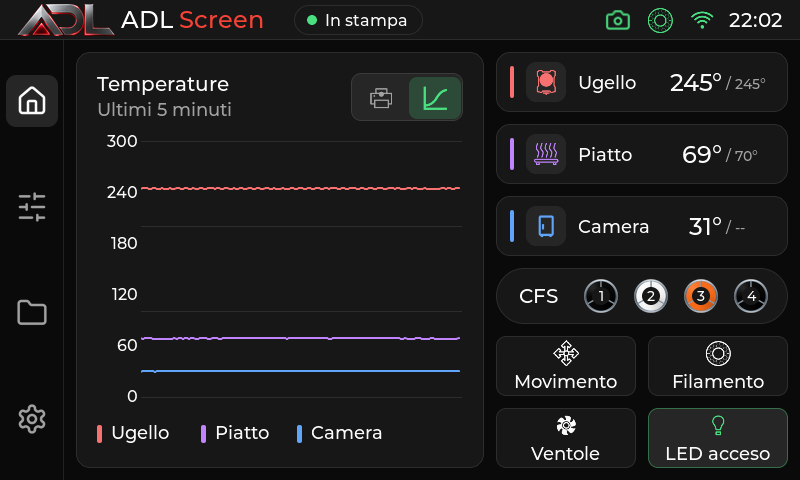 ADL ADL Screen In stampa 22:02
Temperature
Ultimi 5 minuti
300
240
180
120
60
0
Ugello Piatto Camera
Ugello 245° / 245°
Piatto 69° / 70°
Camera 31° / --
CFS 1 2 3 4
Movimento Filamento
Ventole LED acceso